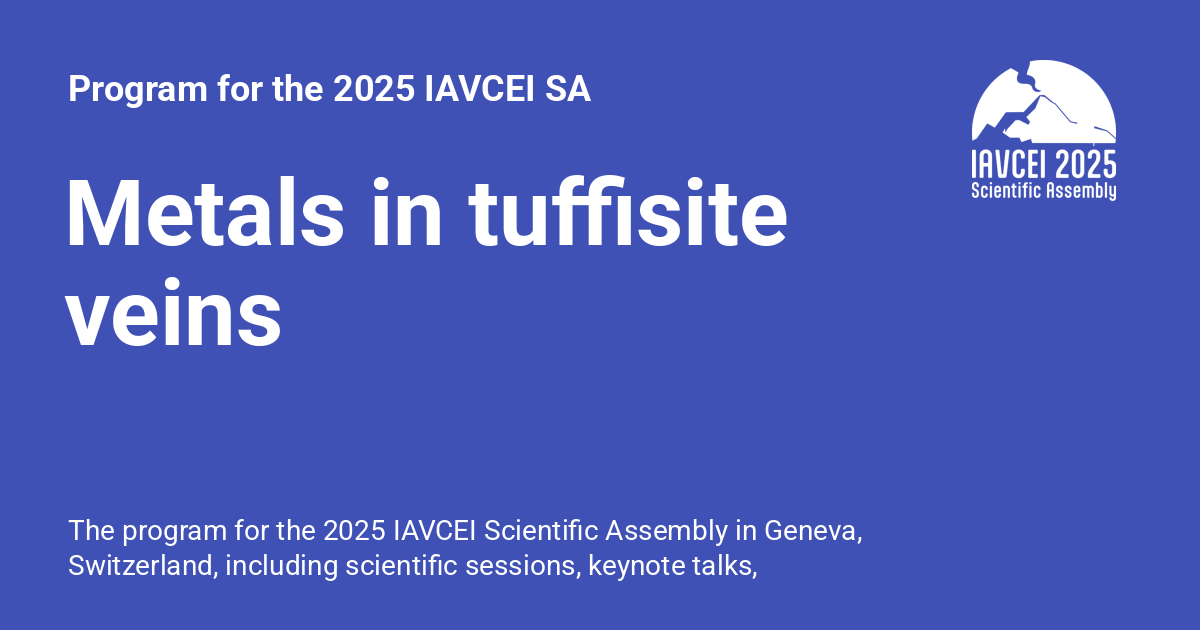 Program for the 2025 IAVCEI SA
IAVCEI 2025
Scientific Assembly
Metals in tuffisite
veins
The program for the 2025 IAVCEI Scientific Assembly in Geneva,
Switzerland, including scientific sessions, keynote talks,